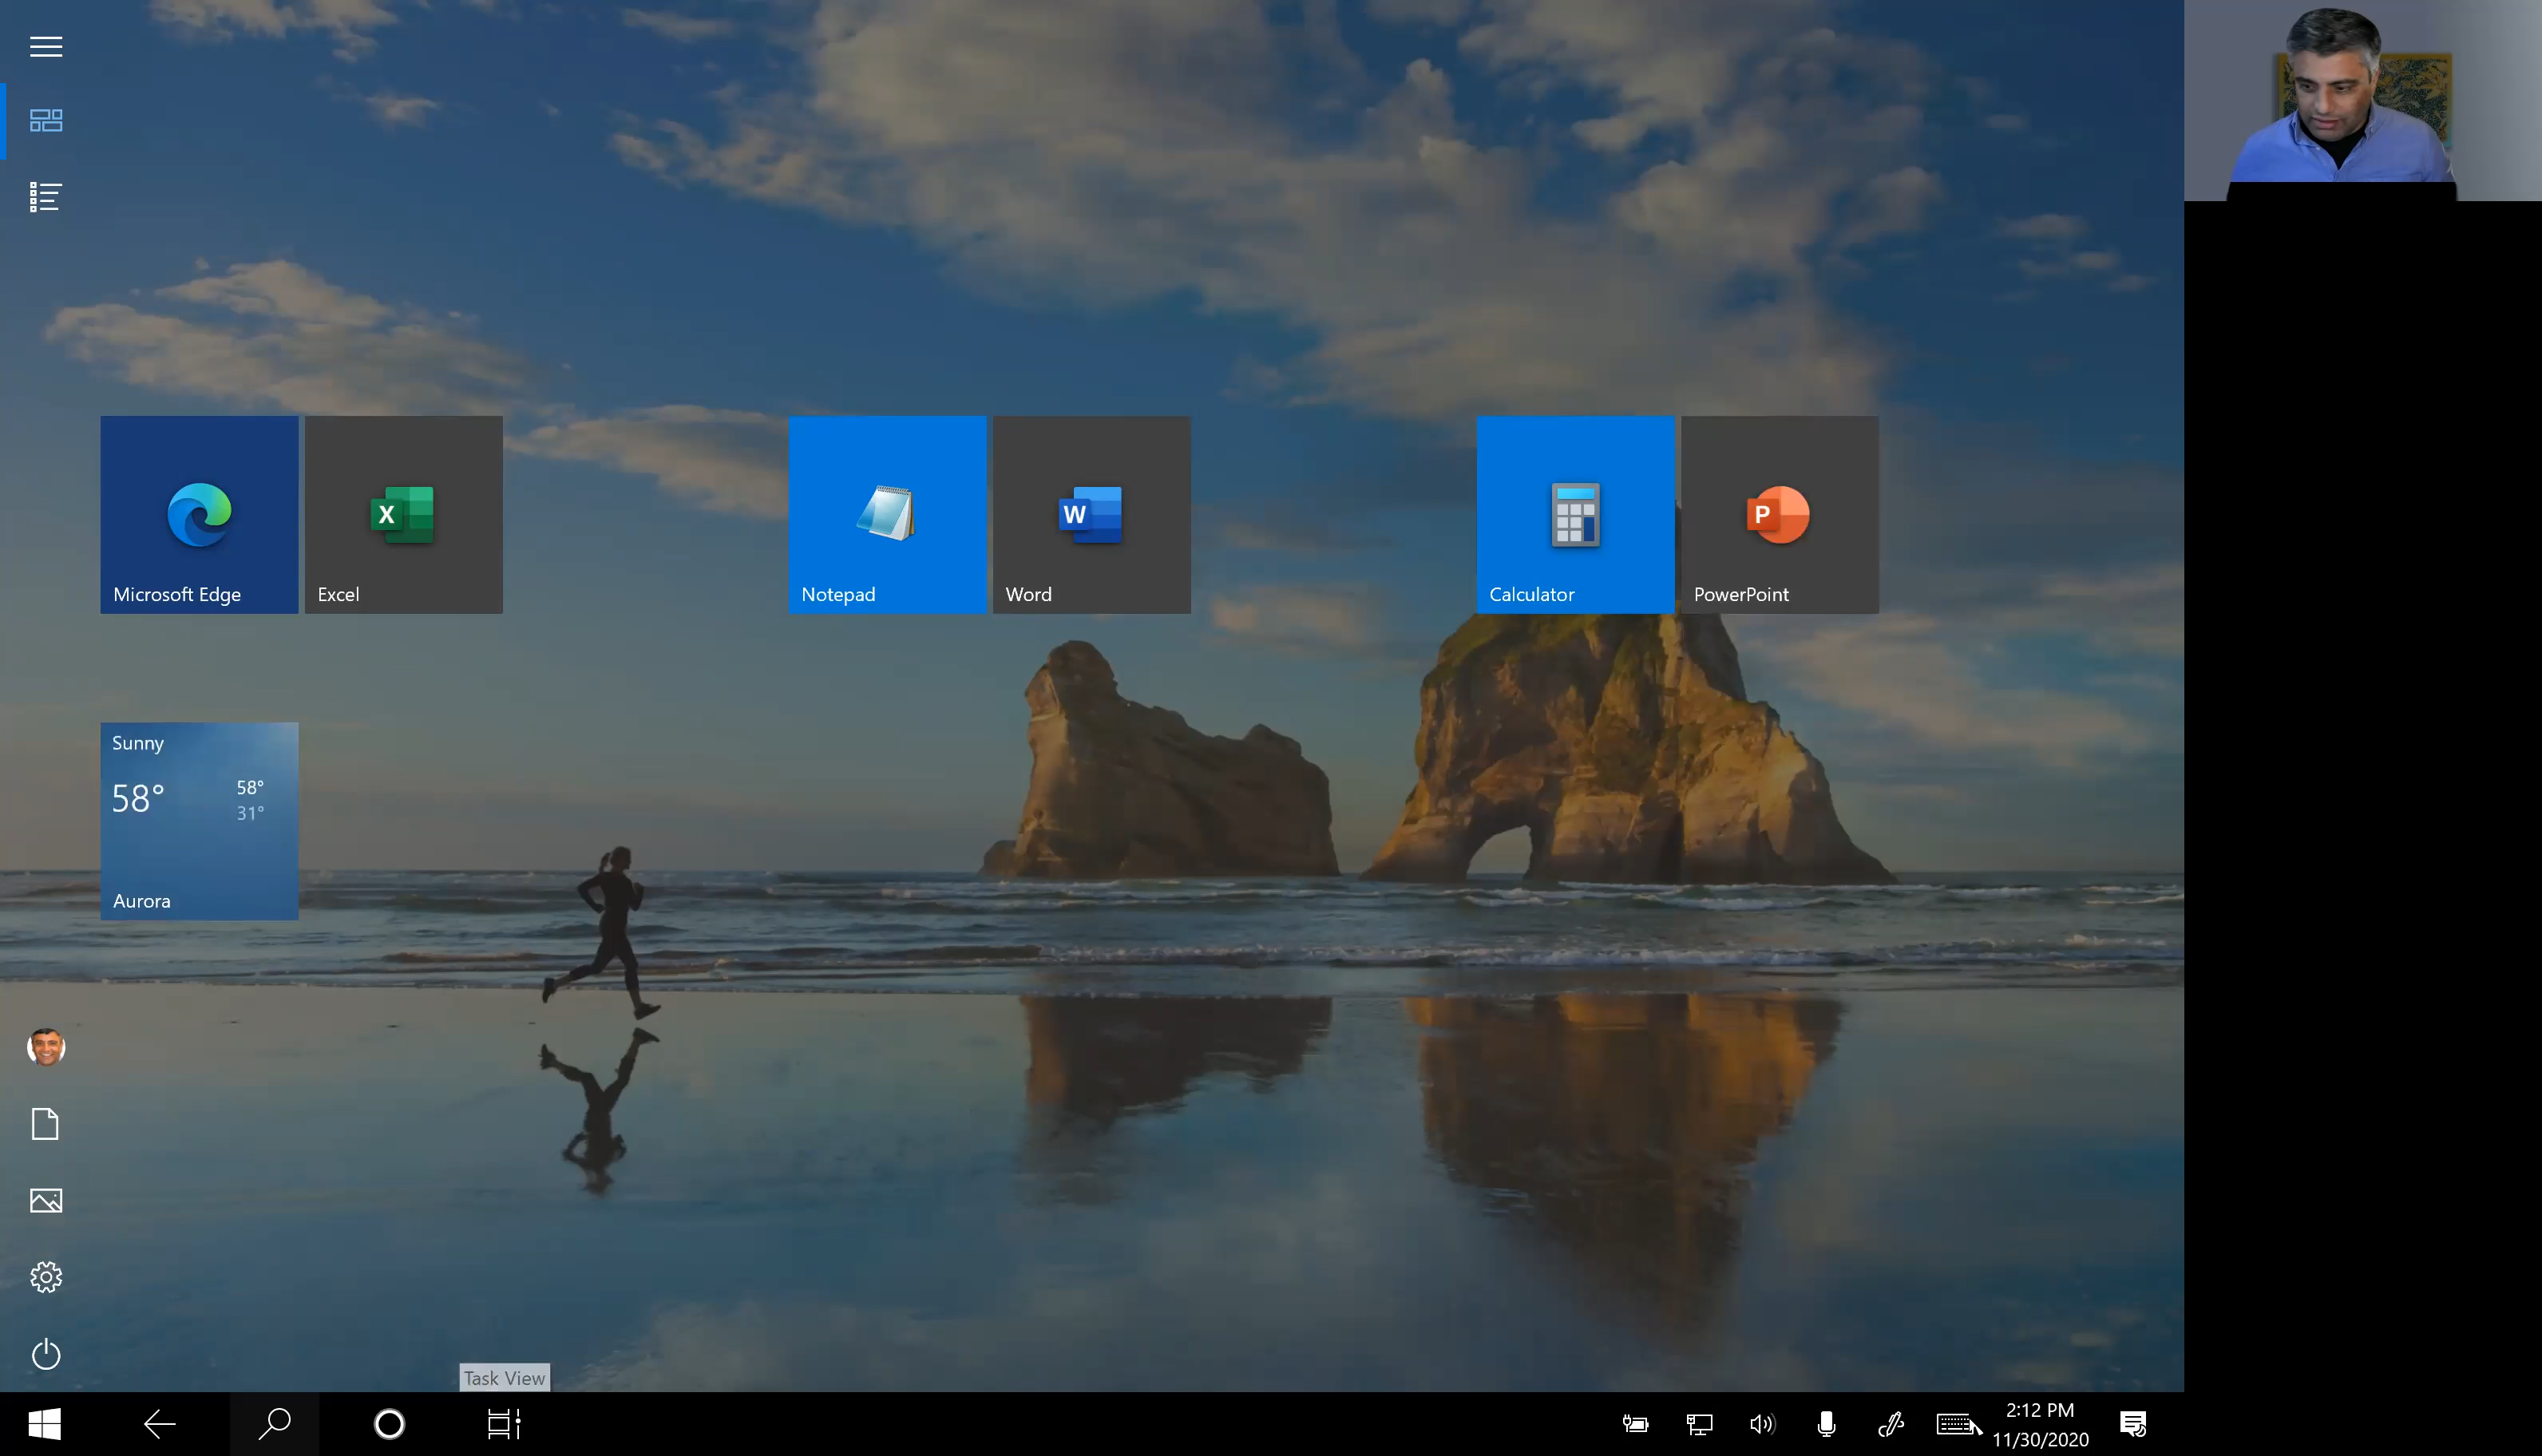 X
W
P
Microsoft Edge
Excel
Notepad
Word
Calculator
PowerPoint
Sunny
58°
58°
31°
Aurora
Task View
2:12 PM
11/30/2020